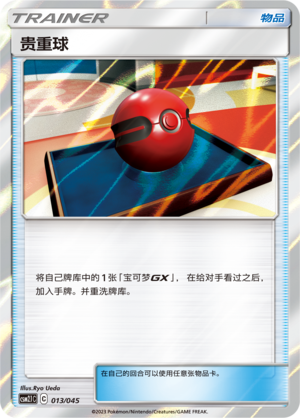 TRAINER 物品
贵重球
将自己牌库中的1张「宝可梦GX」，在给对手看过之后，
加入手牌。并重洗牌库。
Illus.Ryo Ueda
C 013/045
在自己的回合可以使用任意张物品卡。
©2023 Pokémon/Nintendo/Creatures/GAME FREAK.